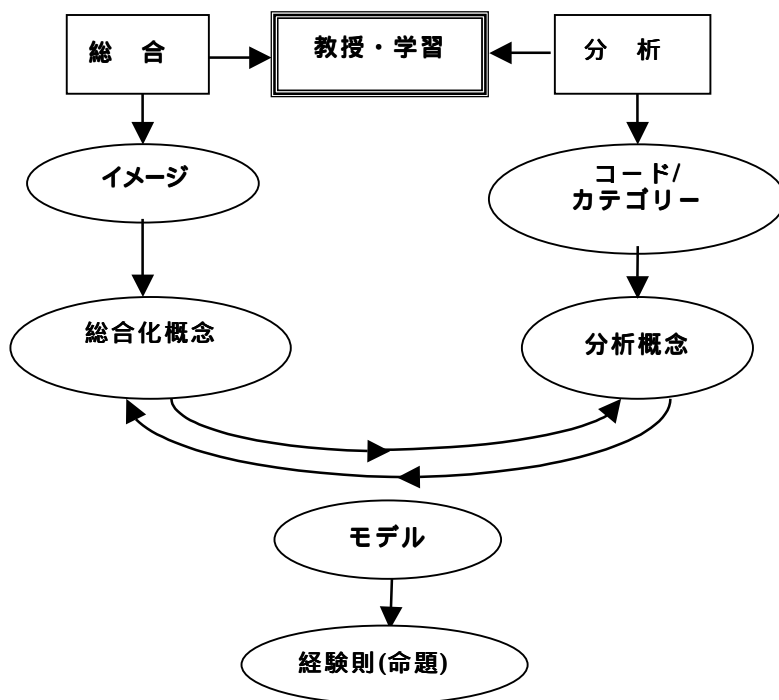 総 合
教授・学習
分 析
イメージ
コード/
カテゴリー
総合化概念
分析概念
モデル
経験則(命題)